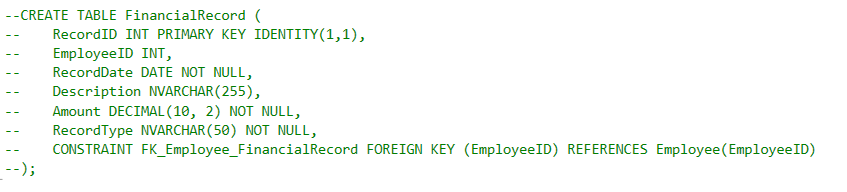 --CREATE TABLE FinancialRecord (
--    RecordID INT PRIMARY KEY IDENTITY(1,1),
--    EmployeeID INT,
--    RecordDate DATE NOT NULL,
--    Description NVARCHAR(255),
--    Amount DECIMAL(10, 2) NOT NULL,
--    RecordType NVARCHAR(50) NOT NULL,
--    CONSTRAINT FK_Employee_FinancialRecord FOREIGN KEY (EmployeeID) REFERENCES Employee(EmployeeID)
--);